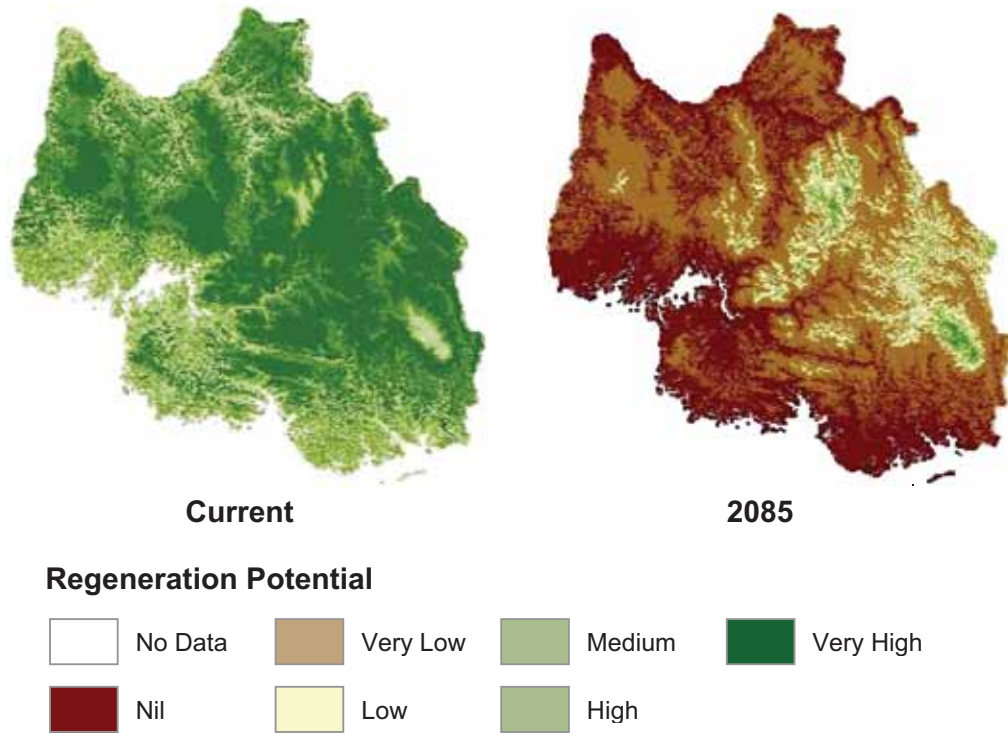 Current 2085
Regeneration Potential
No Data Very Low Medium Very High
Nil Low High